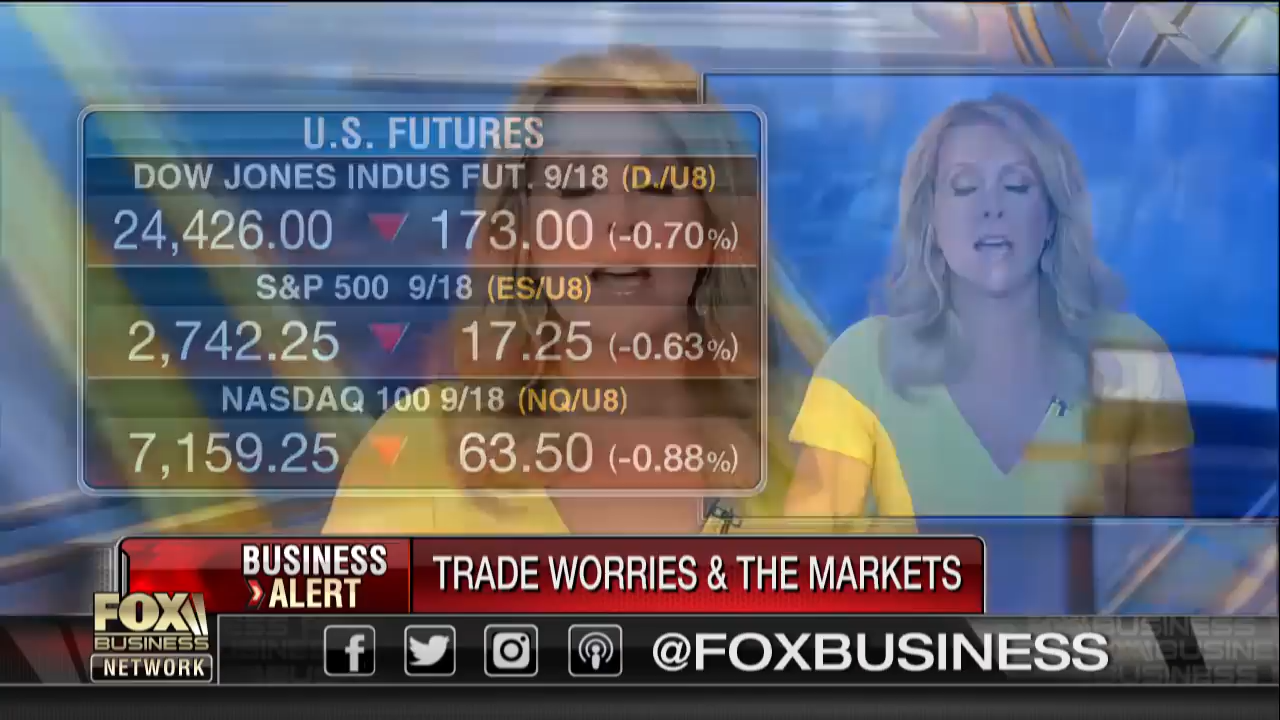 U.S. FUTURES
DOW JONES INDUS FUT. 9/18 (D./U8)
24,426.00 ▼ 173.00 (-0.70%)
S&P 500 9/18 (ES/U8)
2,742.25 ▼ 17.25 (-0.63%)
NASDAQ 100 9/18 (NQ/U8)
7,159.25 ▼ 63.50 (-0.88%)
BUSINESS
ALERT
TRADE WORRIES & THE MARKETS
FOX
BUSINESS
NETWORK
@FOXBUSINESS